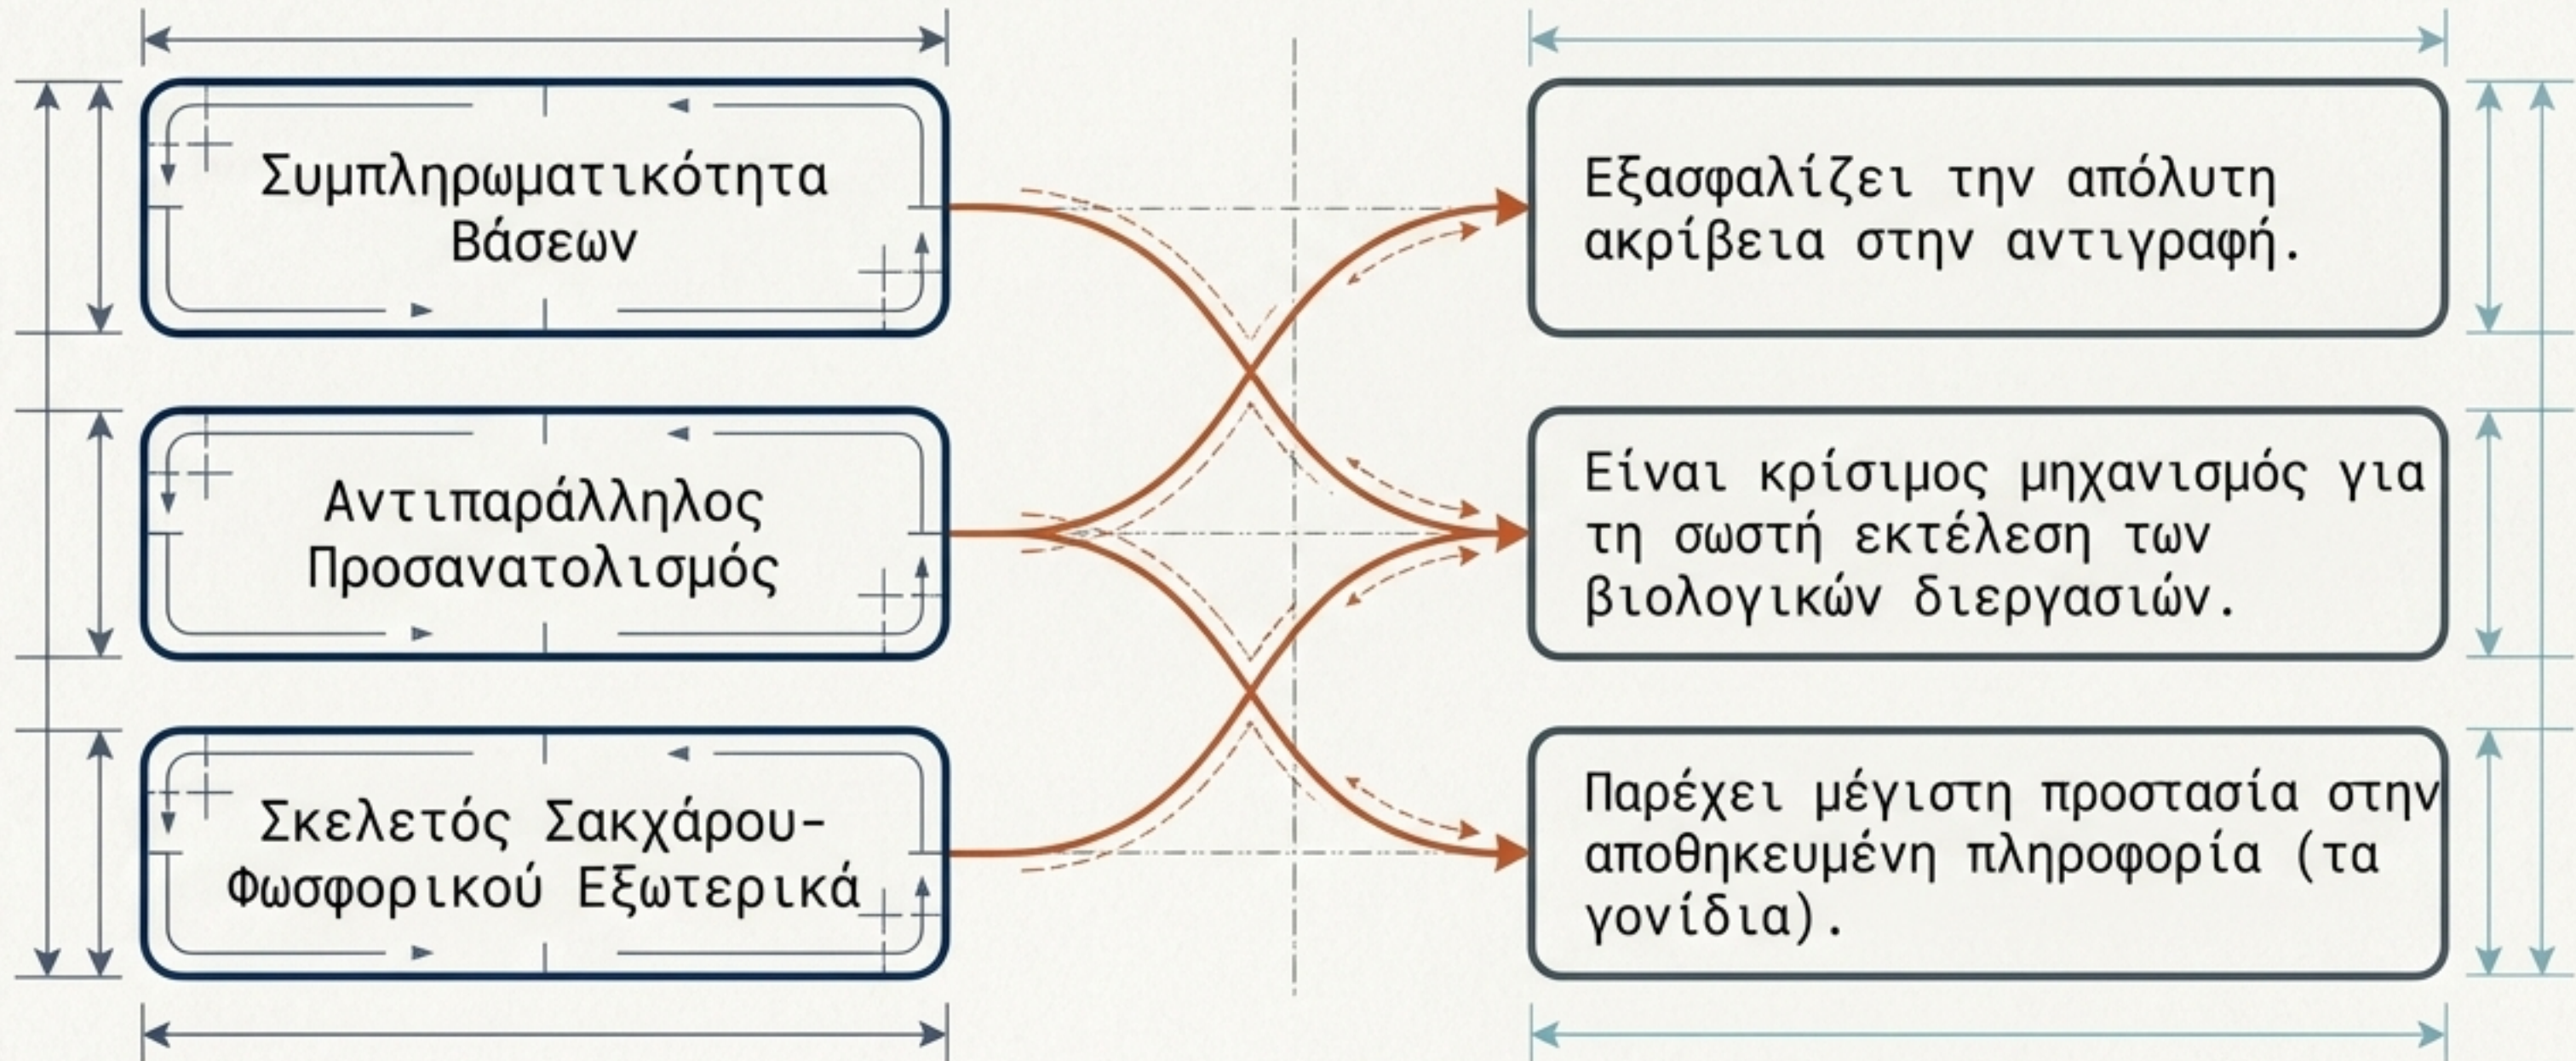 Συμπληρωματικότητα
Βάσεων
Εξασφαλίζει την απόλυτη
ακρίβεια στην αντιγραφή.
Αντιπαράλληλος
Προσανατολισμός
Είναι κρίσιμος μηχανισμός για
τη σωστή εκτέλεση των
βιολογικών διεργασιών.
Σκελετός Σακχάρου-
Φωσφορικού Εξωτερικά
Παρέχει μέγιστη προστασία στην
αποθηκευμένη πληροφορία (τα
γονίδια).